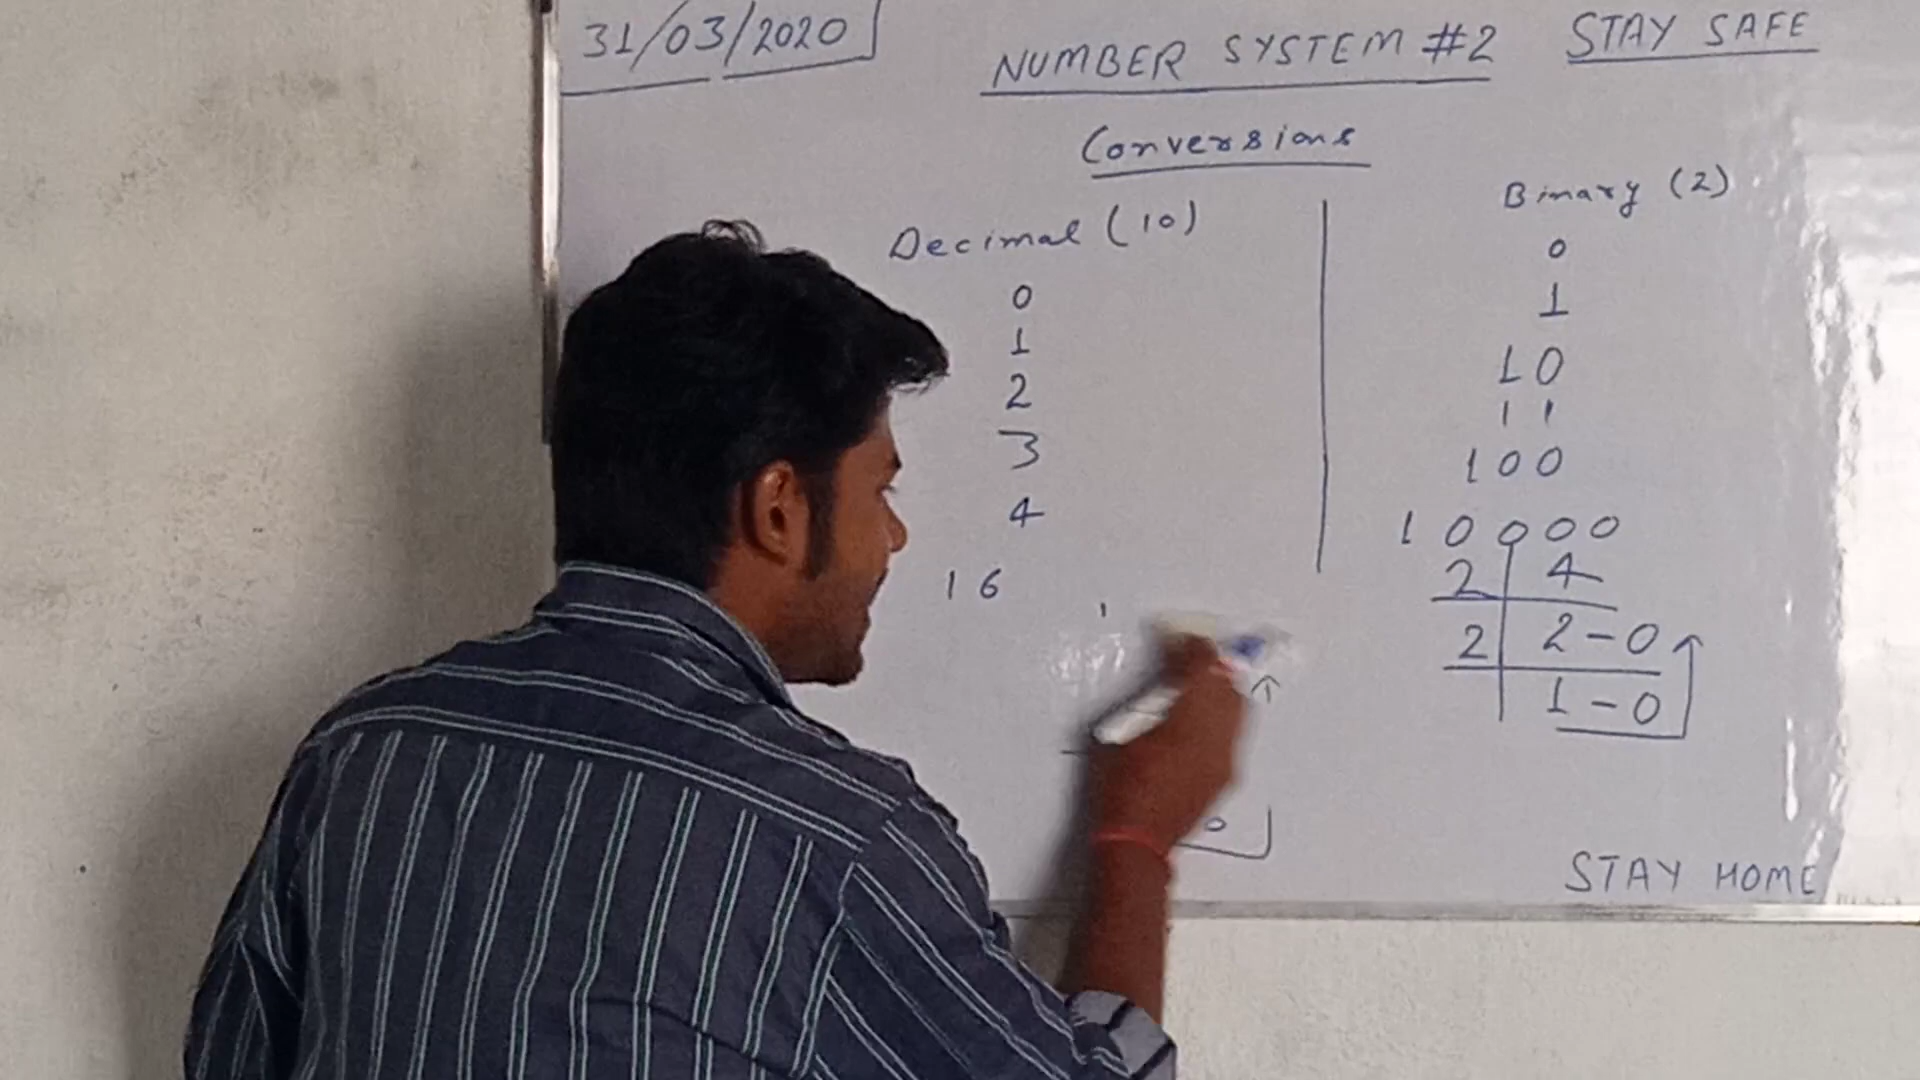 31/03/2020
NUMBER SYSTEM #2
STAY SAFE
Conversions
Decimal (10)
Binary (2)
0
0
1
1
2
10
3
11
4
100
16
10000
2 4
2 2-0
1-0
0
STAY HOME